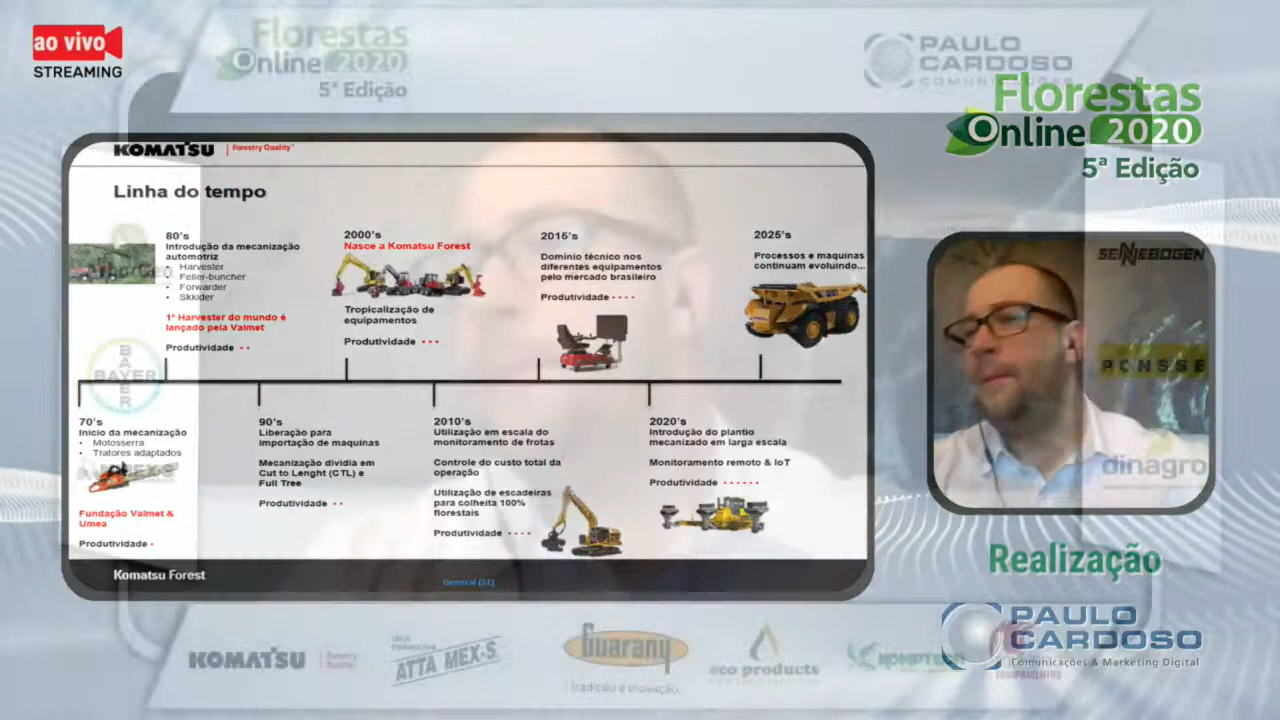 ao vivo
STREAMING
Florestas
Online 2020
5ª Edição
PAULO
CARDOSO
Florestas
Online 2020
5ª Edição
KOMATSU Forestry Quality
Linha do tempo
80's
Introdução da mecanização
automotriz
• Harvester
• Feller-buncher
• Forwarder
• Skkider
1º Harvester do mundo é
lançado pela Valmet
Produtividade • •
2000's
Nasce a Komatsu Forest
Tropicalização de
equipamentos
Produtividade • • •
2015's
Dominio técnico nos
diferentes equipamentos
pelo mercado brasileiro
Produtividade • • • •
2025's
Processos e maquinas
continuam evoluindo...
70's
Inicio da mecanização
• Motosserra
• Tratores adaptados
Fundação Valmet &
Umea
Produtividade •
90's
Liberação para
importação de maquinas
Mecanização dividia em
Cut to Lenght (CTL) e
Full Tree
Produtividade • •
2010's
Utilização em escala do
monitoramento de frotas
Controle do custo total da
operação
Utilização de escadeiras
para colheita 100%
florestais
Produtividade • • • •
2020's
Introdução do plantio
mecanizado em larga escala
Monitoramento remoto & IoT
Produtividade • • • • • •
Komatsu Forest
General (S1)
BAYER
SENNEBOGEN
PONSSE
dinagro
Realização
PAULO
CARDOSO
Comunicações & Marketing Digital
KOMATSU
ATTA MEX-S
Guarany
eco products